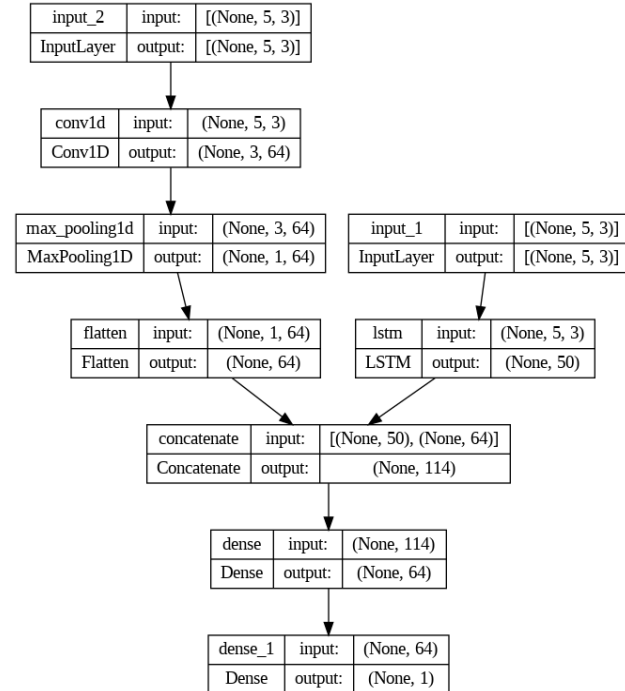 input_2 input: [(None, 5, 3)]
InputLayer output: [(None, 5, 3)]
conv1d input: (None, 5, 3)
Conv1D output: (None, 3, 64)
max_pooling1d input: (None, 3, 64)
MaxPooling1D output: (None, 1, 64)
input_1 input: [(None, 5, 3)]
InputLayer output: [(None, 5, 3)]
flatten input: (None, 1, 64)
Flatten output: (None, 64)
lstm input: (None, 5, 3)
LSTM output: (None, 50)
concatenate input: [(None, 50), (None, 64)]
Concatenate output: (None, 114)
dense input: (None, 114)
Dense output: (None, 64)
dense_1 input: (None, 64)
Dense output: (None, 1)